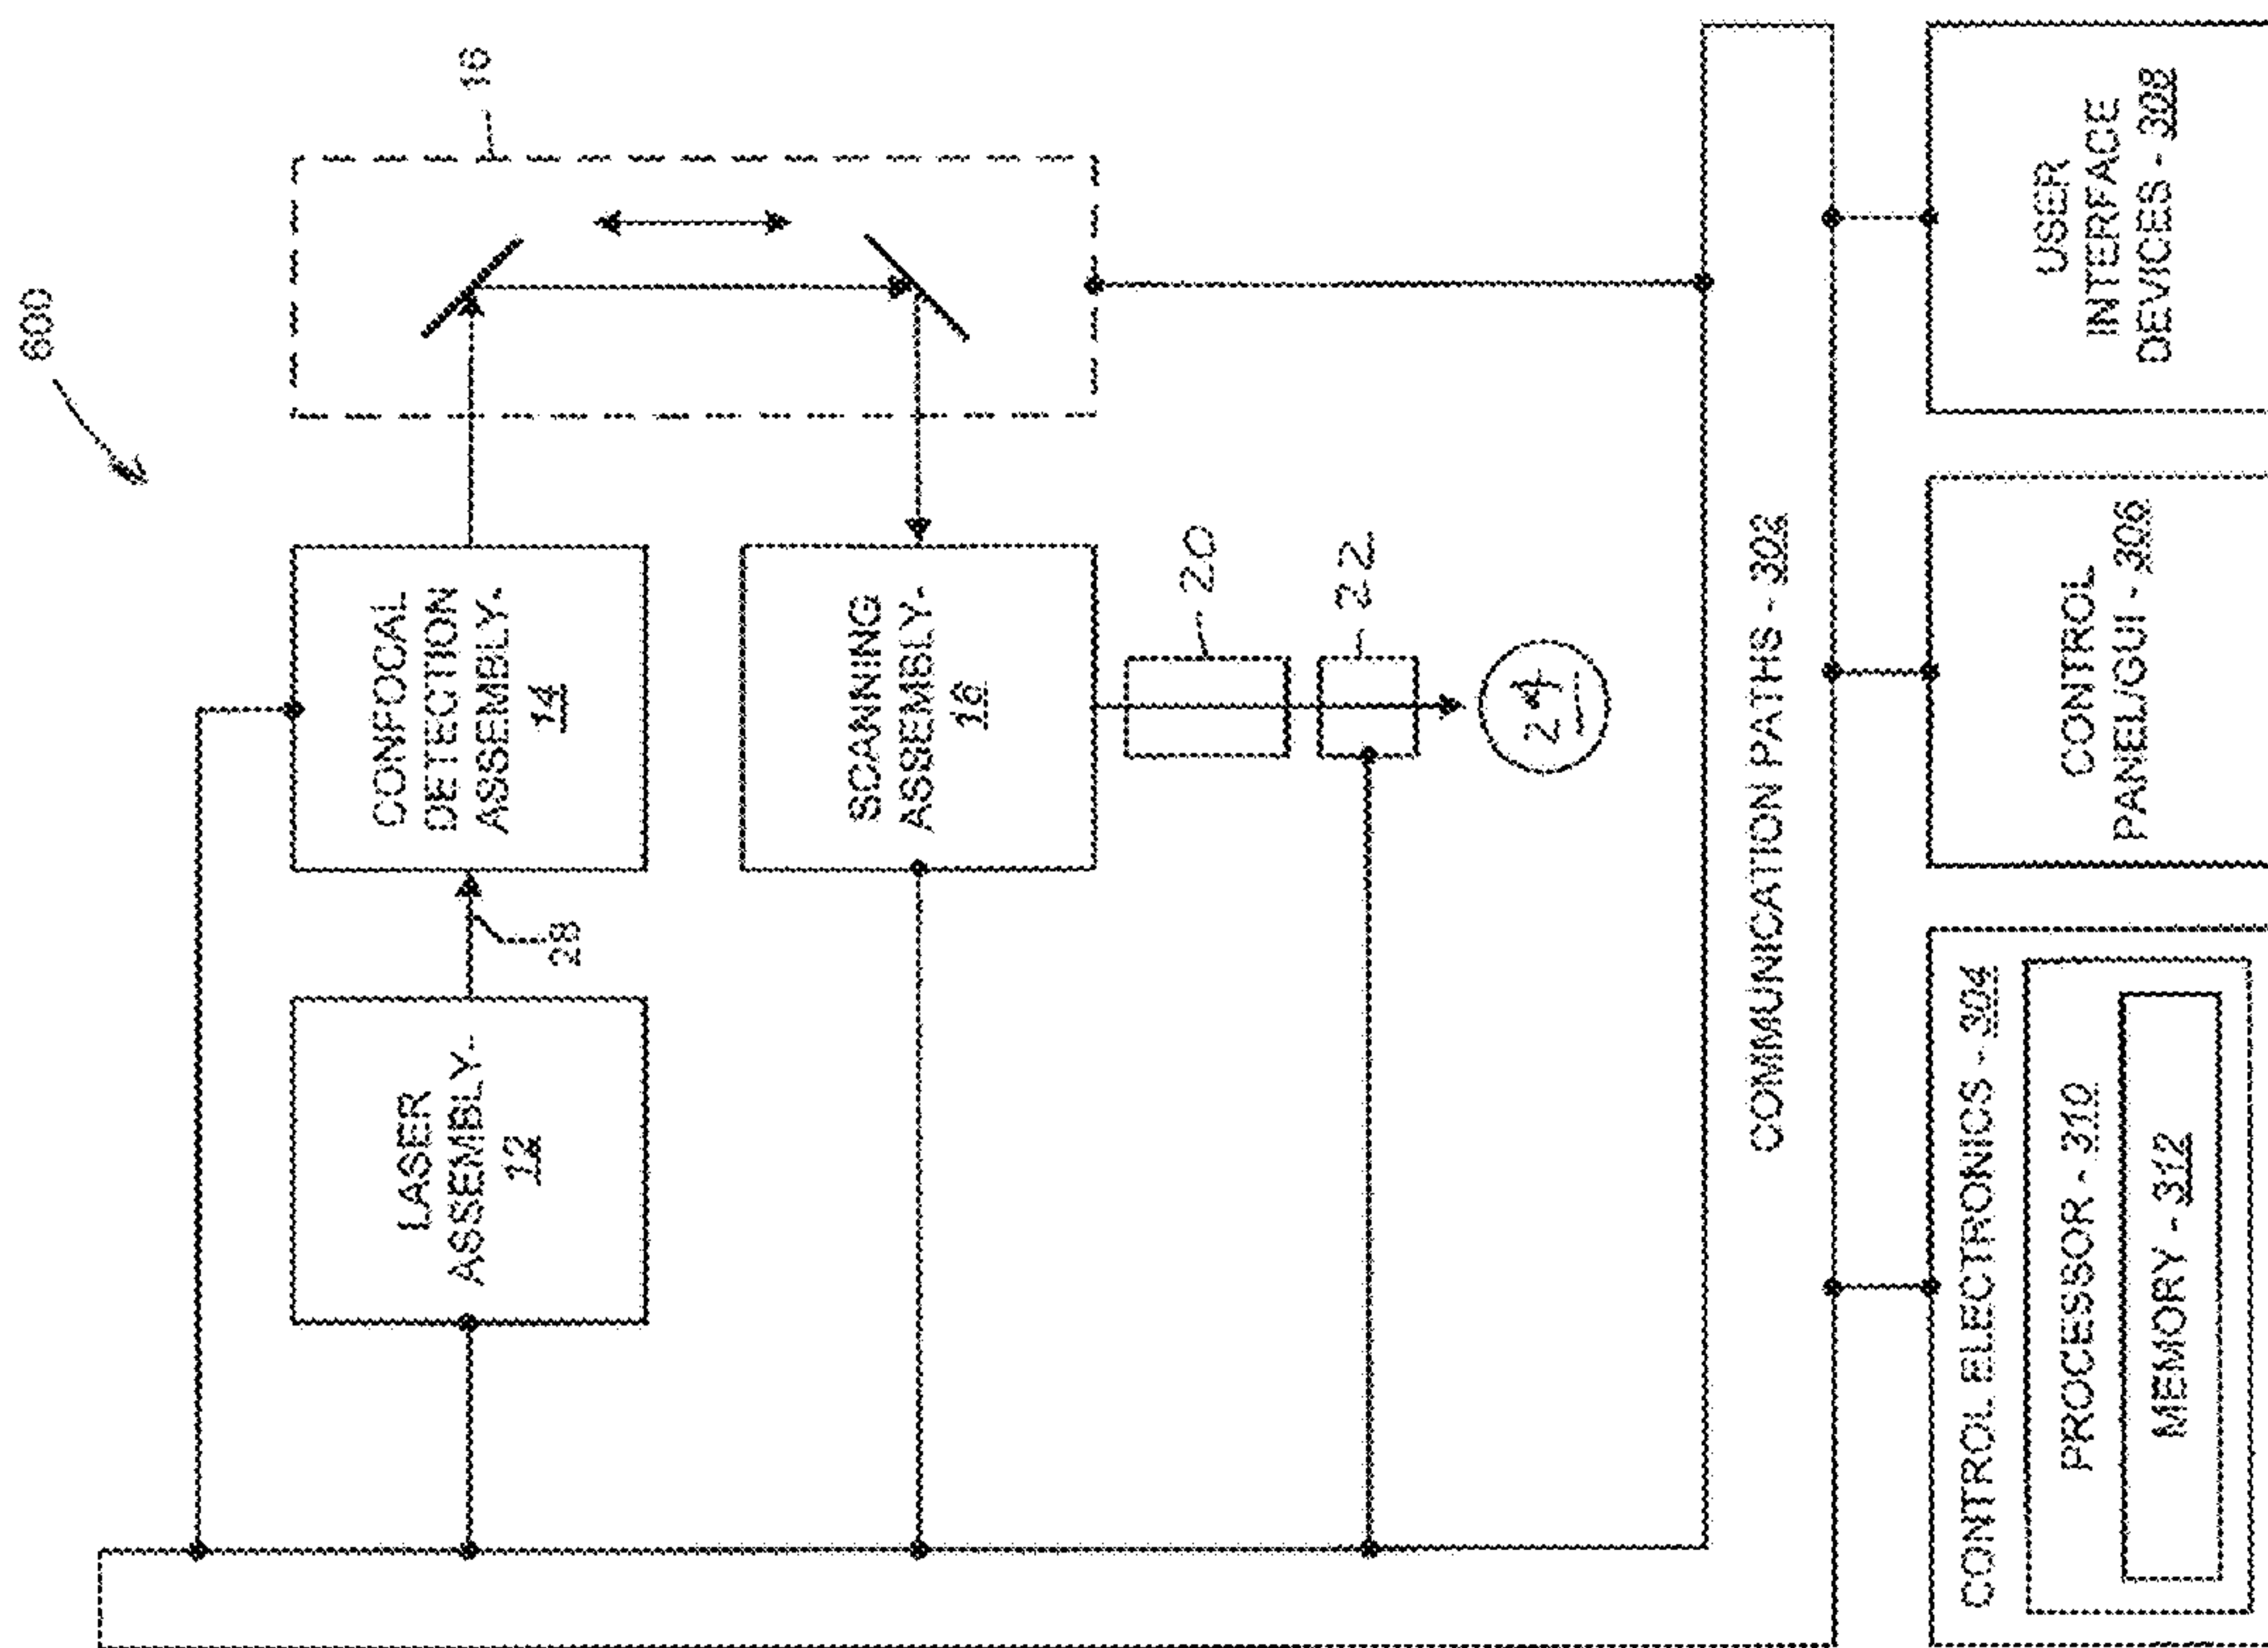 600
LASER
ASSEMBLY-
12
28
CONFOCAL
DETECTION
ASSEMBLY-
14
16
SCANNING
ASSEMBLY-
18
20
22
24
COMMUNICATION PATHS - 302
CONTROL ELECTRONICS - 304
PROCESSOR - 310
MEMORY - 312
CONTROL
PANEL/GUI - 306
USER
INTERFACE
DEVICES - 308